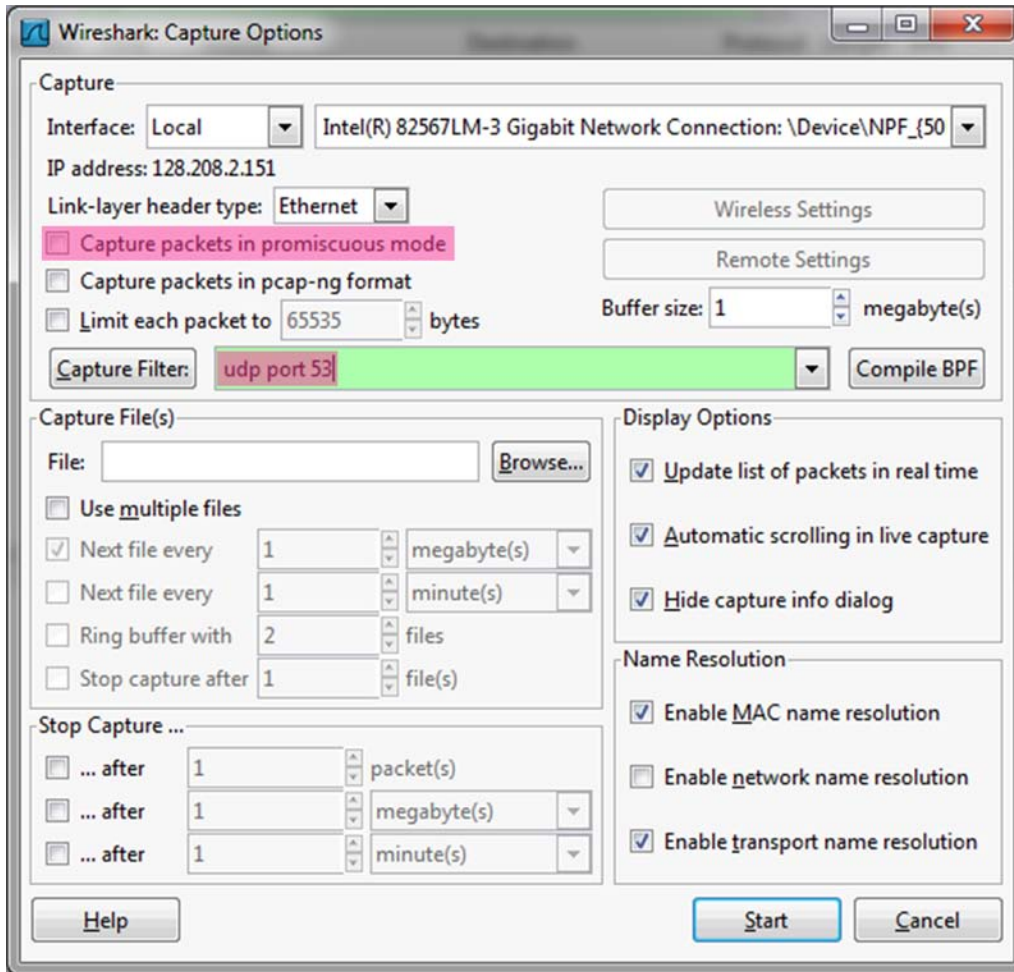 Wireshark: Capture Options
Capture
Interface: Local Intel(R) 82567LM-3 Gigabit Network Connection: \Device\NPF_{50
IP address: 128.208.2.151
Link-layer header type: Ethernet
Wireless Settings
Capture packets in promiscuous mode
Remote Settings
Capture packets in pcap-ng format
Buffer size: 1 megabyte(s)
Limit each packet to 65535 bytes
Capture Filter: udp port 53 Compile BPF
Capture File(s)
File: Browse...
Use multiple files
Next file every 1 megabyte(s)
Next file every 1 minute(s)
Ring buffer with 2 files
Stop capture after 1 file(s)
Stop Capture ...
... after 1 packet(s)
... after 1 megabyte(s)
... after 1 minute(s)
Display Options
Update list of packets in real time
Automatic scrolling in live capture
Hide capture info dialog
Name Resolution
Enable MAC name resolution
Enable network name resolution
Enable transport name resolution
Help Start Cancel